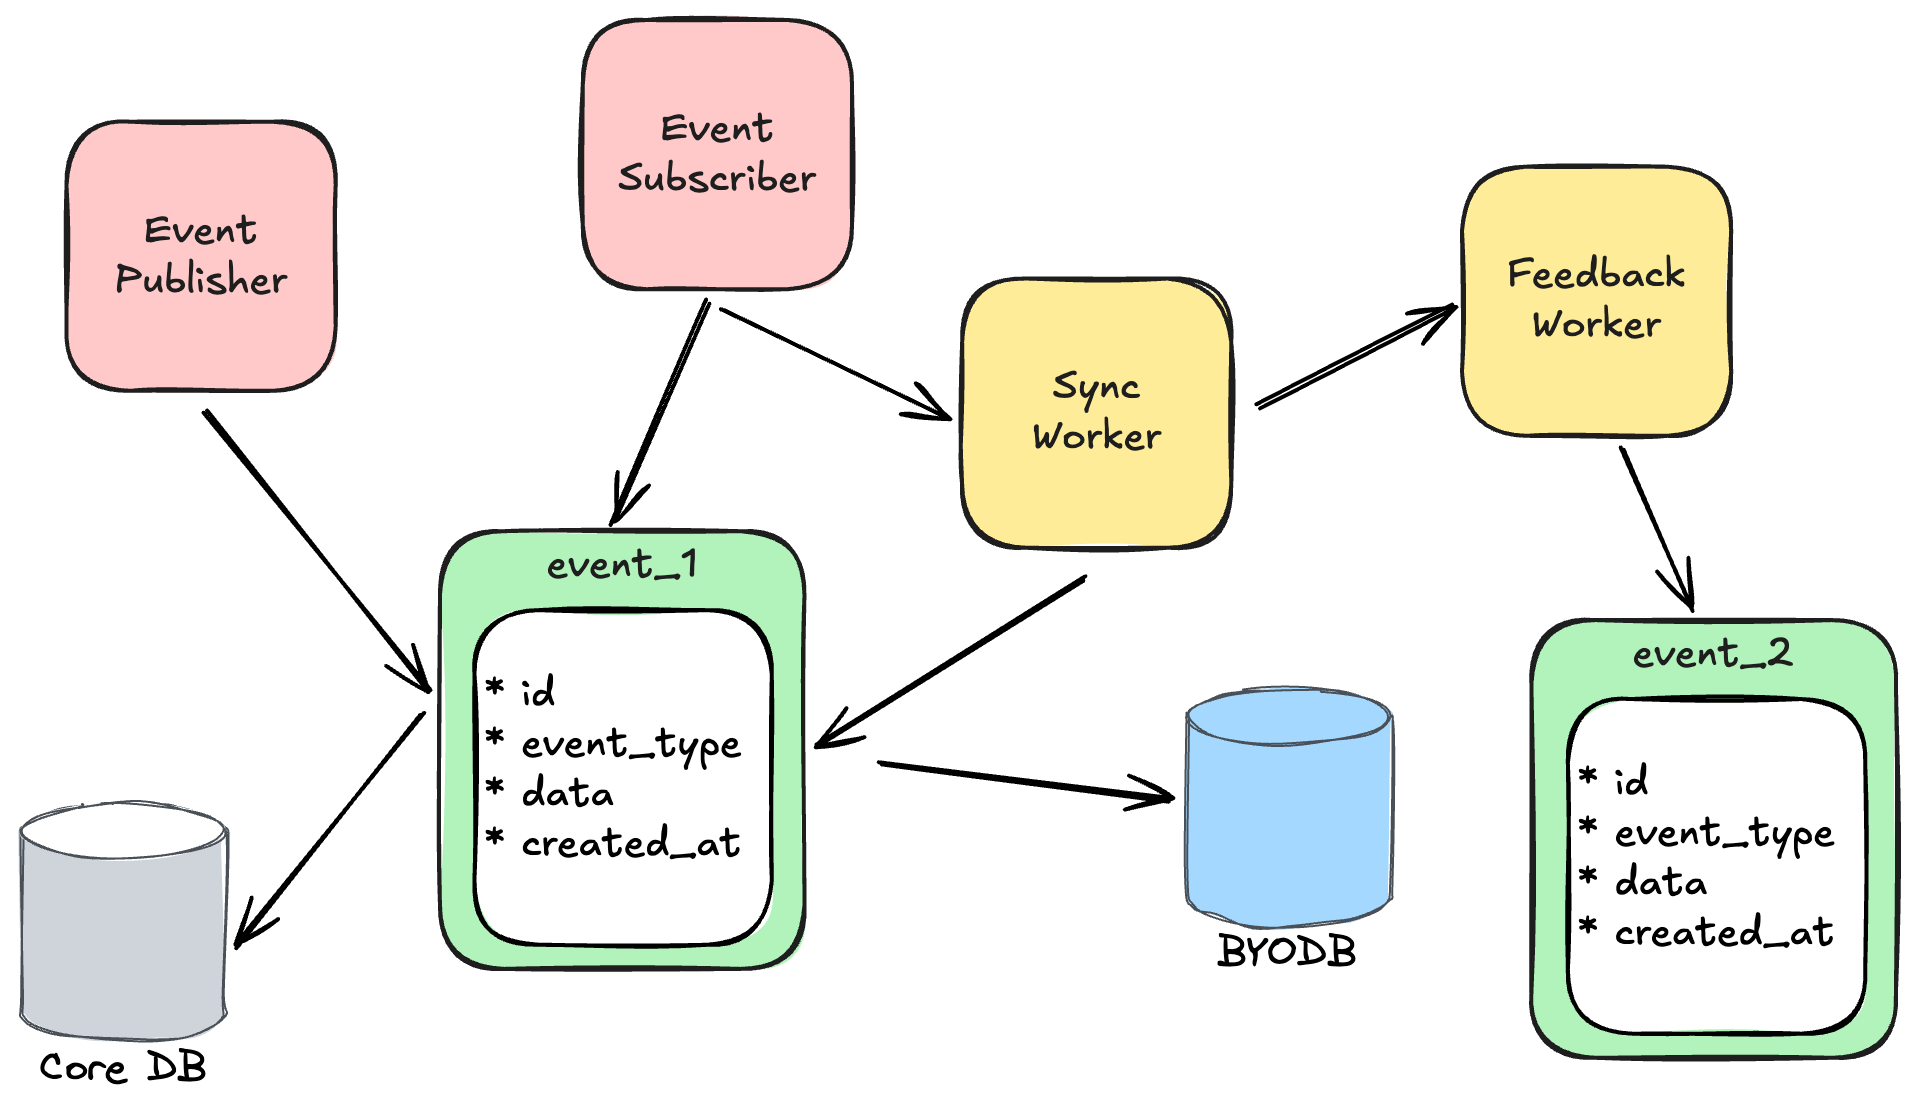 Event
Subscriber
Event
Publisher
Feedback
Worker
Sync
Worker
event_1
* id
* event_type
* data
* created_at
event_2
* id
* event_type
* data
* created_at
BYODB
Core DB